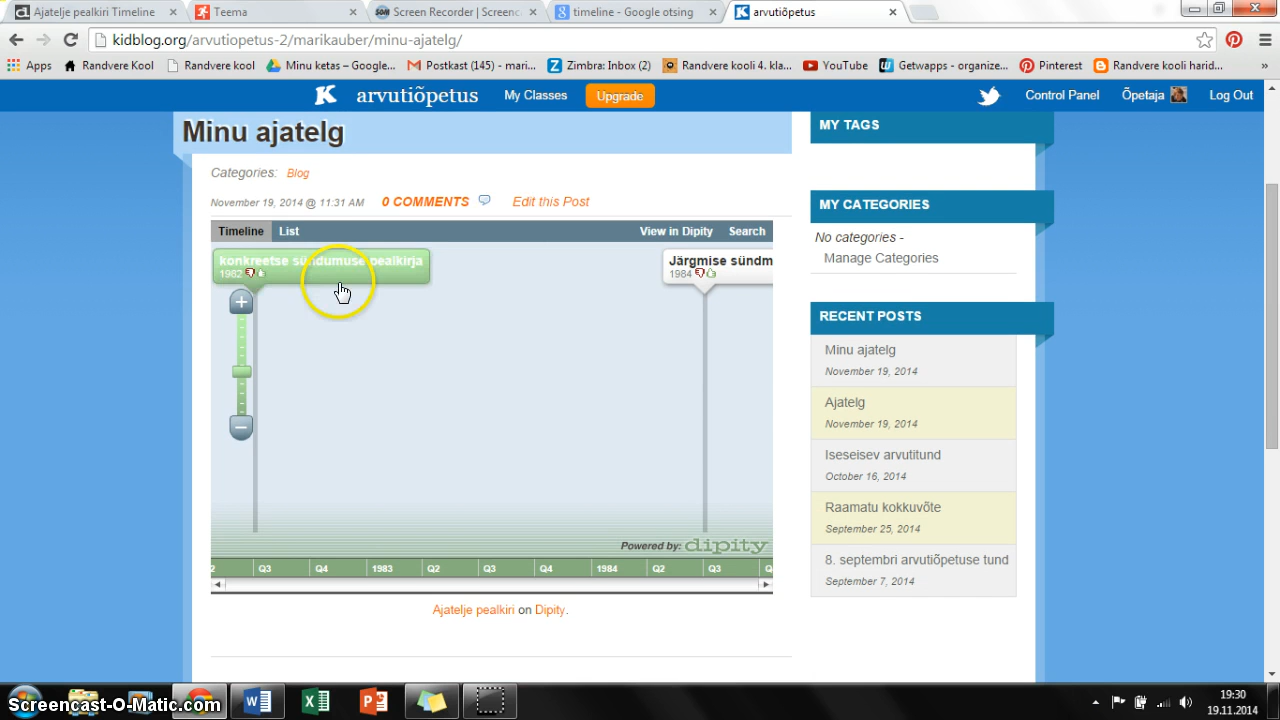 Ajatelje pealkiri Timeline
Teema
Screen Recorder | Screenc
timeline - Google otsing
arvutiõpetus
kidblog.org/arvutiopetus-2/marikauber/minu-ajatelg/
Apps
Randvere Kool
Randvere kool
Minu ketas – Google...
Postkast (145) - mari...
Zimbra: Inbox (2)
Randvere kooli 4. kla...
YouTube
Getwapps - organize...
Pinterest
Randvere kooli harid...
»
arvutiõpetus
My Classes
Upgrade
Control Panel
Õpetaja
Log Out
Minu ajatelg
Categories: Blog
November 19, 2014 @ 11:31 AM 0 COMMENTS Edit this Post
Timeline List View in Dipity Search
konkreetse sündumuse pealkirja
1982
Järgmise sündm
1984
Powered by: dipity
2 Q3 Q4 1983 Q2 Q3 Q4 1984 Q2 Q3 Q
Ajatelje pealkiri on Dipity.
MY TAGS
MY CATEGORIES
No categories -
Manage Categories
RECENT POSTS
Minu ajatelg
November 19, 2014
Ajatelg
November 19, 2014
Iseseisev arvutitund
October 16, 2014
Raamatu kokkuvõte
September 25, 2014
8. septembri arvutiõpetuse tund
September 7, 2014
Screencast-O-Matic.com
19:30
19.11.2014